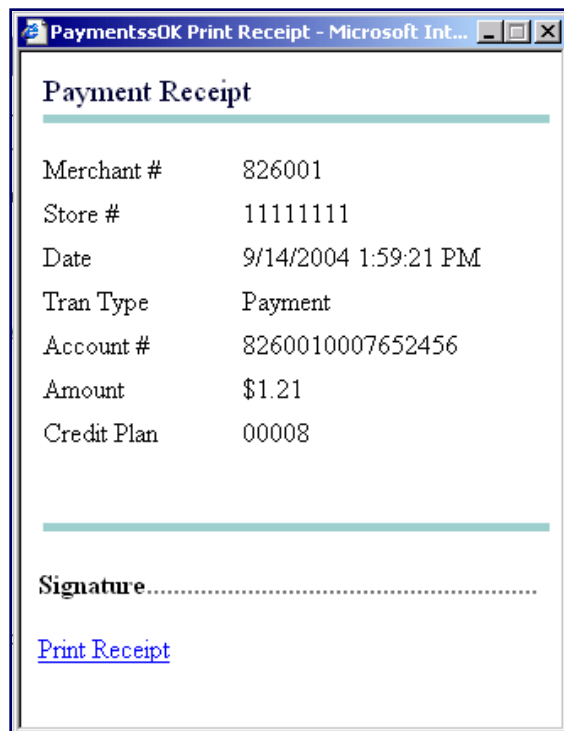 PaymentssOK Print Receipt - Microsoft Int...
Payment Receipt
Merchant # 826001
Store # 11111111
Date 9/14/2004 1:59:21 PM
Tran Type Payment
Account # 8260010007652456
Amount $1.21
Credit Plan 00008
Signature......................................................
Print Receipt